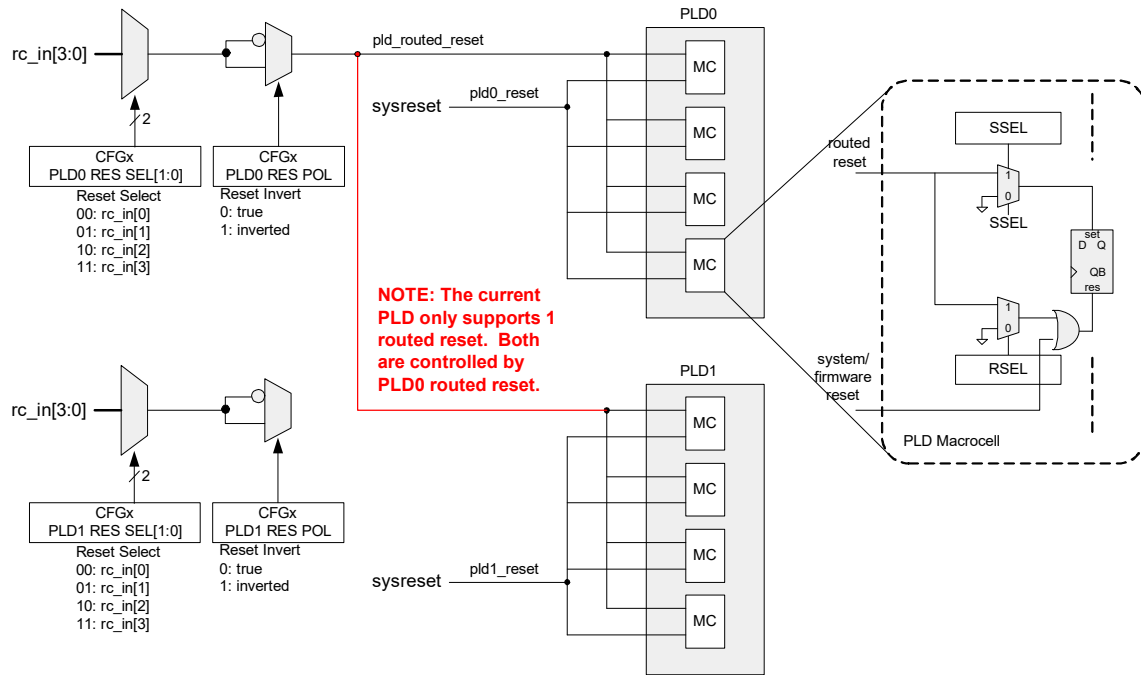 PLD0
rc_in[3:0]
pld_routed_reset
MC
sysreset
pld0_reset
MC
MC
MC
2
CFGx
PLD0 RES SEL[1:0]
Reset Select
00: rc_in[0]
01: rc_in[1]
10: rc_in[2]
11: rc_in[3]
CFGx
PLD0 RES POL
Reset Invert
0: true
1: inverted
NOTE: The current
PLD only supports 1
routed reset. Both
are controlled by
PLD0 routed reset.
routed
reset
SSEL
1
0
SSEL
set
D Q
QB
res
1
0
RSEL
system/
firmware
reset
PLD Macrocell
PLD1
rc_in[3:0]
MC
MC
MC
MC
2
CFGx
PLD1 RES SEL[1:0]
Reset Select
00: rc_in[0]
01: rc_in[1]
10: rc_in[2]
11: rc_in[3]
CFGx
PLD1 RES POL
Reset Invert
0: true
1: inverted
sysreset
pld1_reset